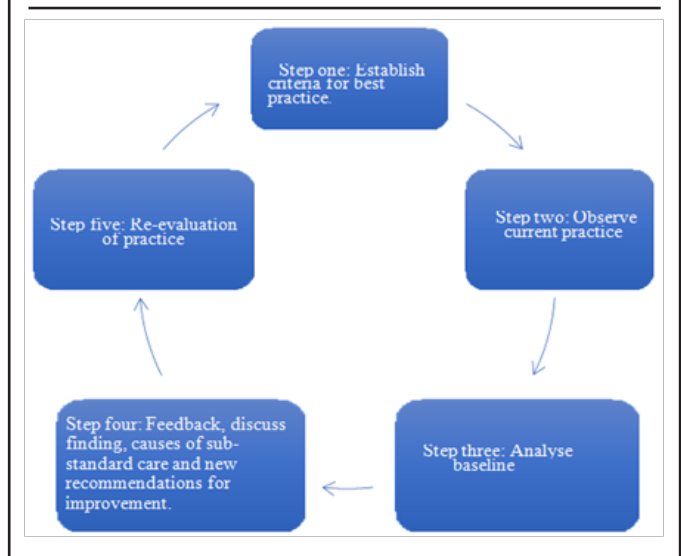 Step one: Establish
criteria for best
practice.
Step two: Observe
current practice
Step three: Analyse
baseline
Step four: Feedback, discuss
finding, causes of sub-
standard care and new
recommendations for
improvement.
Step five: Re-evaluation
of practice